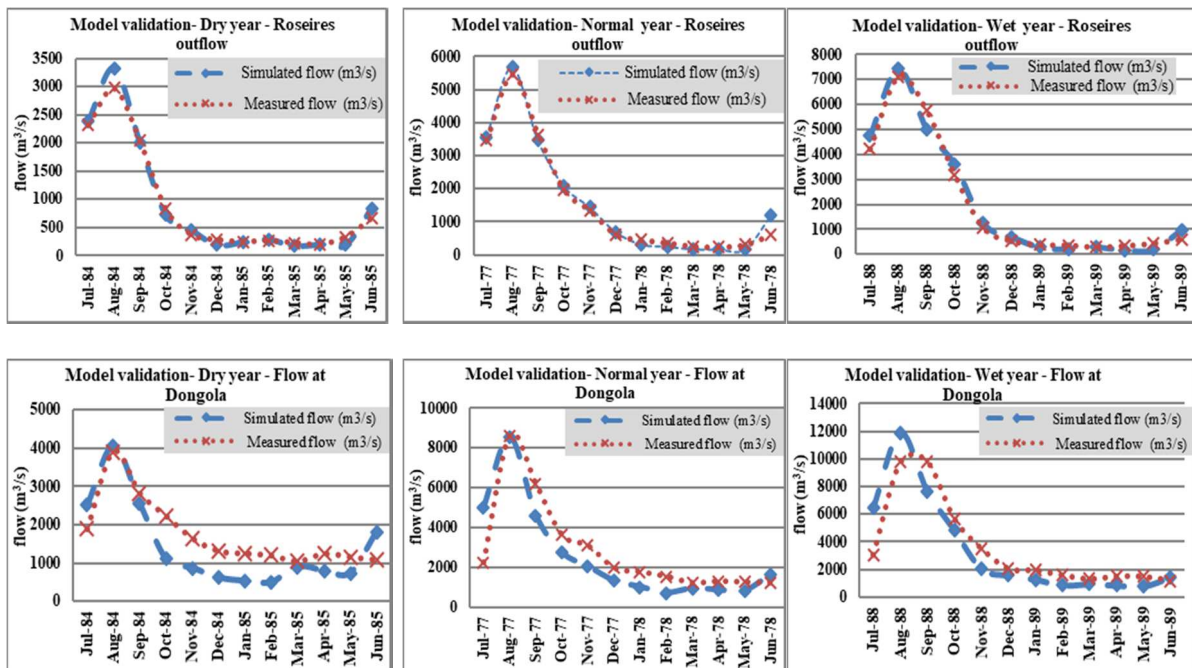 Model validation- Dry year - Roseires
outflow
3500
3000
2500
2000
1500
1000
500
0
flow (m³/s)
Simulated flow (m3/s)
Measured flow (m3/s)
Jul-84
Aug-84
Sep-84
Oct-84
Nov-84
Dec-84
Jan-85
Feb-85
Mar-85
Apr-85
May-85
Jun-85
Model validation- Normal year - Roseires
outflow
6000
5000
4000
3000
2000
1000
0
flow (m³/s)
Simulated flow (m3/s)
Measured flow (m3/s)
Jul-77
Aug-77
Sep-77
Oct-77
Nov-77
Dec-77
Jan-78
Feb-78
Mar-78
Apr-78
May-78
Jun-78
Model validation- Wet year - Roseires
outflow
8000
7000
6000
5000
4000
3000
2000
1000
0
flow (m³/s)
Simulated flow (m3/s)
Measured flow (m3/s)
Jul-88
Aug-88
Sep-88
Oct-88
Nov-88
Dec-88
Jan-89
Feb-89
Mar-89
Apr-89
May-89
Jun-89
Model validation- Dry year - Flow at
Dongola
5000
4000
3000
2000
1000
0
flow (m³/s)
Simulated flow (m3/s)
Measured flow (m3/s)
Jul-84
Aug-84
Sep-84
Oct-84
Nov-84
Dec-84
Jan-85
Feb-85
Mar-85
Apr-85
May-85
Jun-85
Model validation- Normal year - Flow at
Dongola
10000
8000
6000
4000
2000
0
flow (m³/s)
Simulated flow (m3/s)
Measured flow (m3/s)
Jul-77
Aug-77
Sep-77
Oct-77
Nov-77
Dec-77
Jan-78
Feb-78
Mar-78
Apr-78
May-78
Jun-78
Model validation- Wet year - Flow at
Dongola
14000
12000
10000
8000
6000
4000
2000
0
flow (m³/s)
Simulated flow (m3/s)
Measured flow (m3/s)
Jul-88
Aug-88
Sep-88
Oct-88
Nov-88
Dec-88
Jan-89
Feb-89
Mar-89
Apr-89
May-89
Jun-89